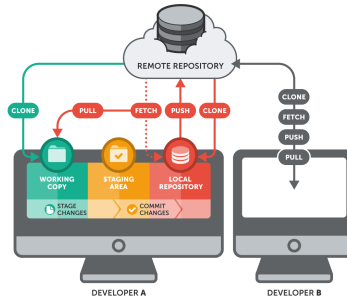 REMOTE REPOSITORY
CLONE
PULL
FETCH
PUSH
CLONE
CLONE
FETCH
PUSH
PULL
WORKING
COPY
STAGING
AREA
LOCAL
REPOSITORY
STAGE
CHANGES
COMMIT
CHANGES
DEVELOPER A
DEVELOPER B